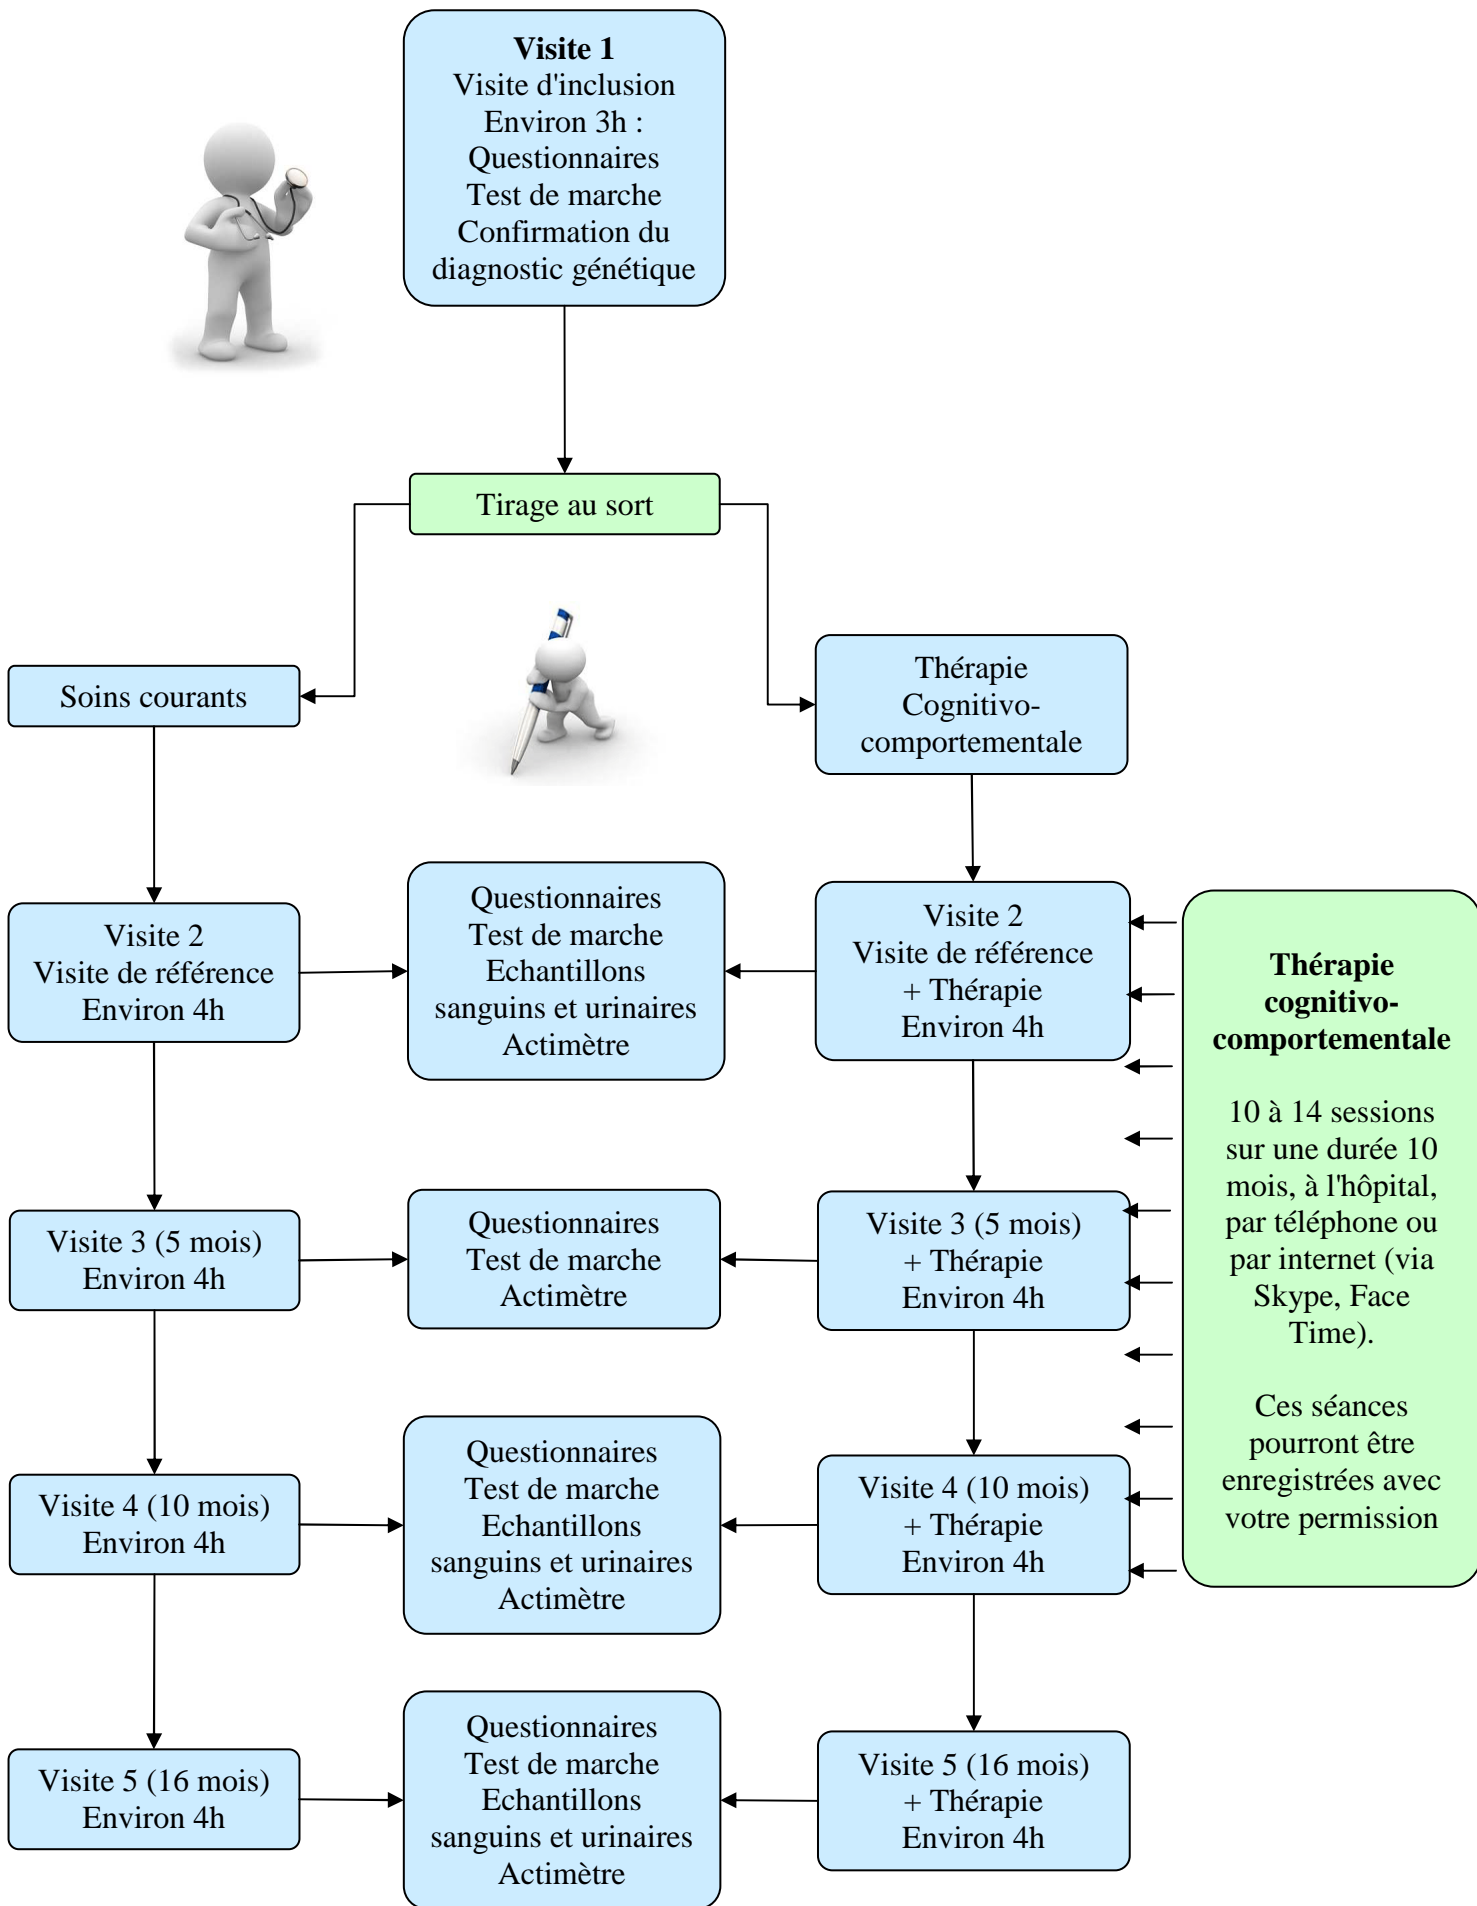 Visite 1
Visite d'inclusion
Environ 3h :
Questionnaires
Test de marche
Confirmation du
diagnostic génétique
Tirage au sort
Soins courants
Thérapie
Cognitivo-
comportementale
Visite 2
Visite de référence
Environ 4h
Questionnaires
Test de marche
Echantillons
sanguins et urinaires
Actimètre
Visite 2
Visite de référence
+ Thérapie
Environ 4h
Thérapie
cognitivo-
comportementale
10 à 14 sessions
sur une durée 10
mois, à l'hôpital,
par téléphone ou
par internet (via
Skype, Face
Time).
Ces séances
pourront être
enregistrées avec
votre permission
Visite 3 (5 mois)
Environ 4h
Questionnaires
Test de marche
Actimètre
Visite 3 (5 mois)
+ Thérapie
Environ 4h
Visite 4 (10 mois)
Environ 4h
Questionnaires
Test de marche
Echantillons
sanguins et urinaires
Actimètre
Visite 4 (10 mois)
+ Thérapie
Environ 4h
Visite 5 (16 mois)
Environ 4h
Questionnaires
Test de marche
Echantillons
sanguins et urinaires
Actimètre
Visite 5 (16 mois)
+ Thérapie
Environ 4h